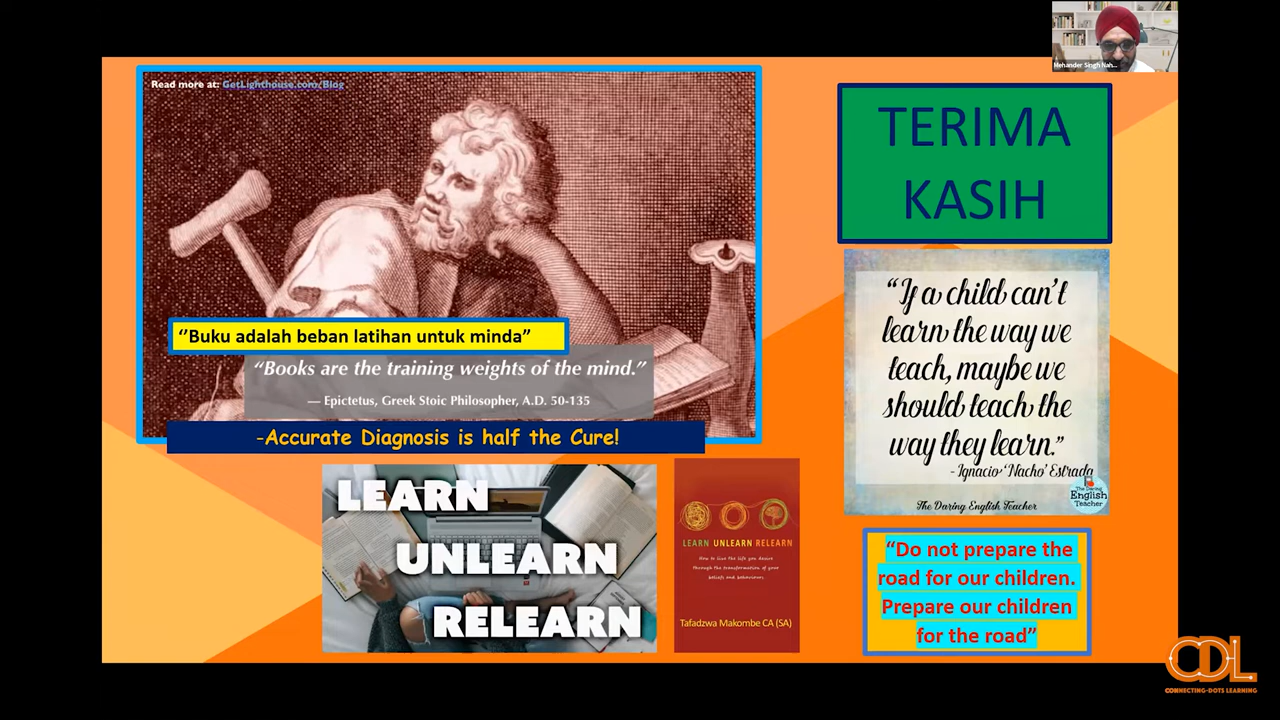 Mehander Singh Nah...
Read more at: GetLighthouse.com/Blog
‘’Buku adalah beban latihan untuk minda”
“Books are the training weights of the mind.”
— Epictetus, Greek Stoic Philosopher, A.D. 50-135
-Accurate Diagnosis is half the Cure!
TERIMA
KASIH
“If a child can't
learn the way we
teach, maybe we
should teach the
way they learn.”
- Ignacio ‘Nacho’ Estrada
The Daring English Teacher
The Daring
English
Teacher
LEARN
UNLEARN
RELEARN
LEARN UNLEARN RELEARN
How to live the life you desire
through the transformation of your
beliefs and behaviours
Tafadzwa Makombe CA (SA)
“Do not prepare the
road for our children.
Prepare our children
for the road”
CDL
CONNECTING-DOTS LEARNING